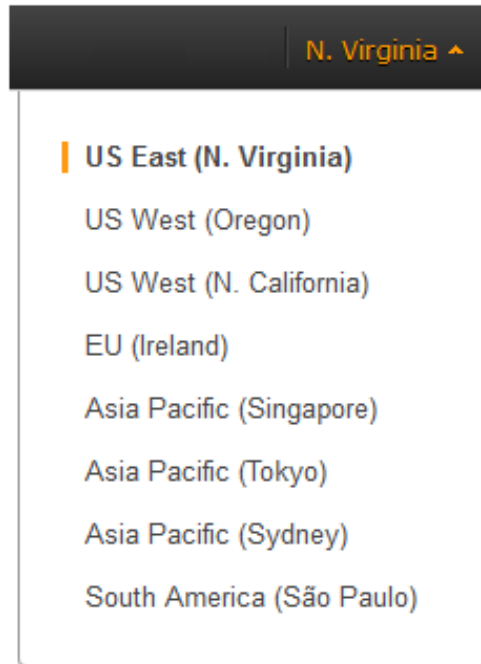 N. Virginia
US East (N. Virginia)
US West (Oregon)
US West (N. California)
EU (Ireland)
Asia Pacific (Singapore)
Asia Pacific (Tokyo)
Asia Pacific (Sydney)
South America (São Paulo)